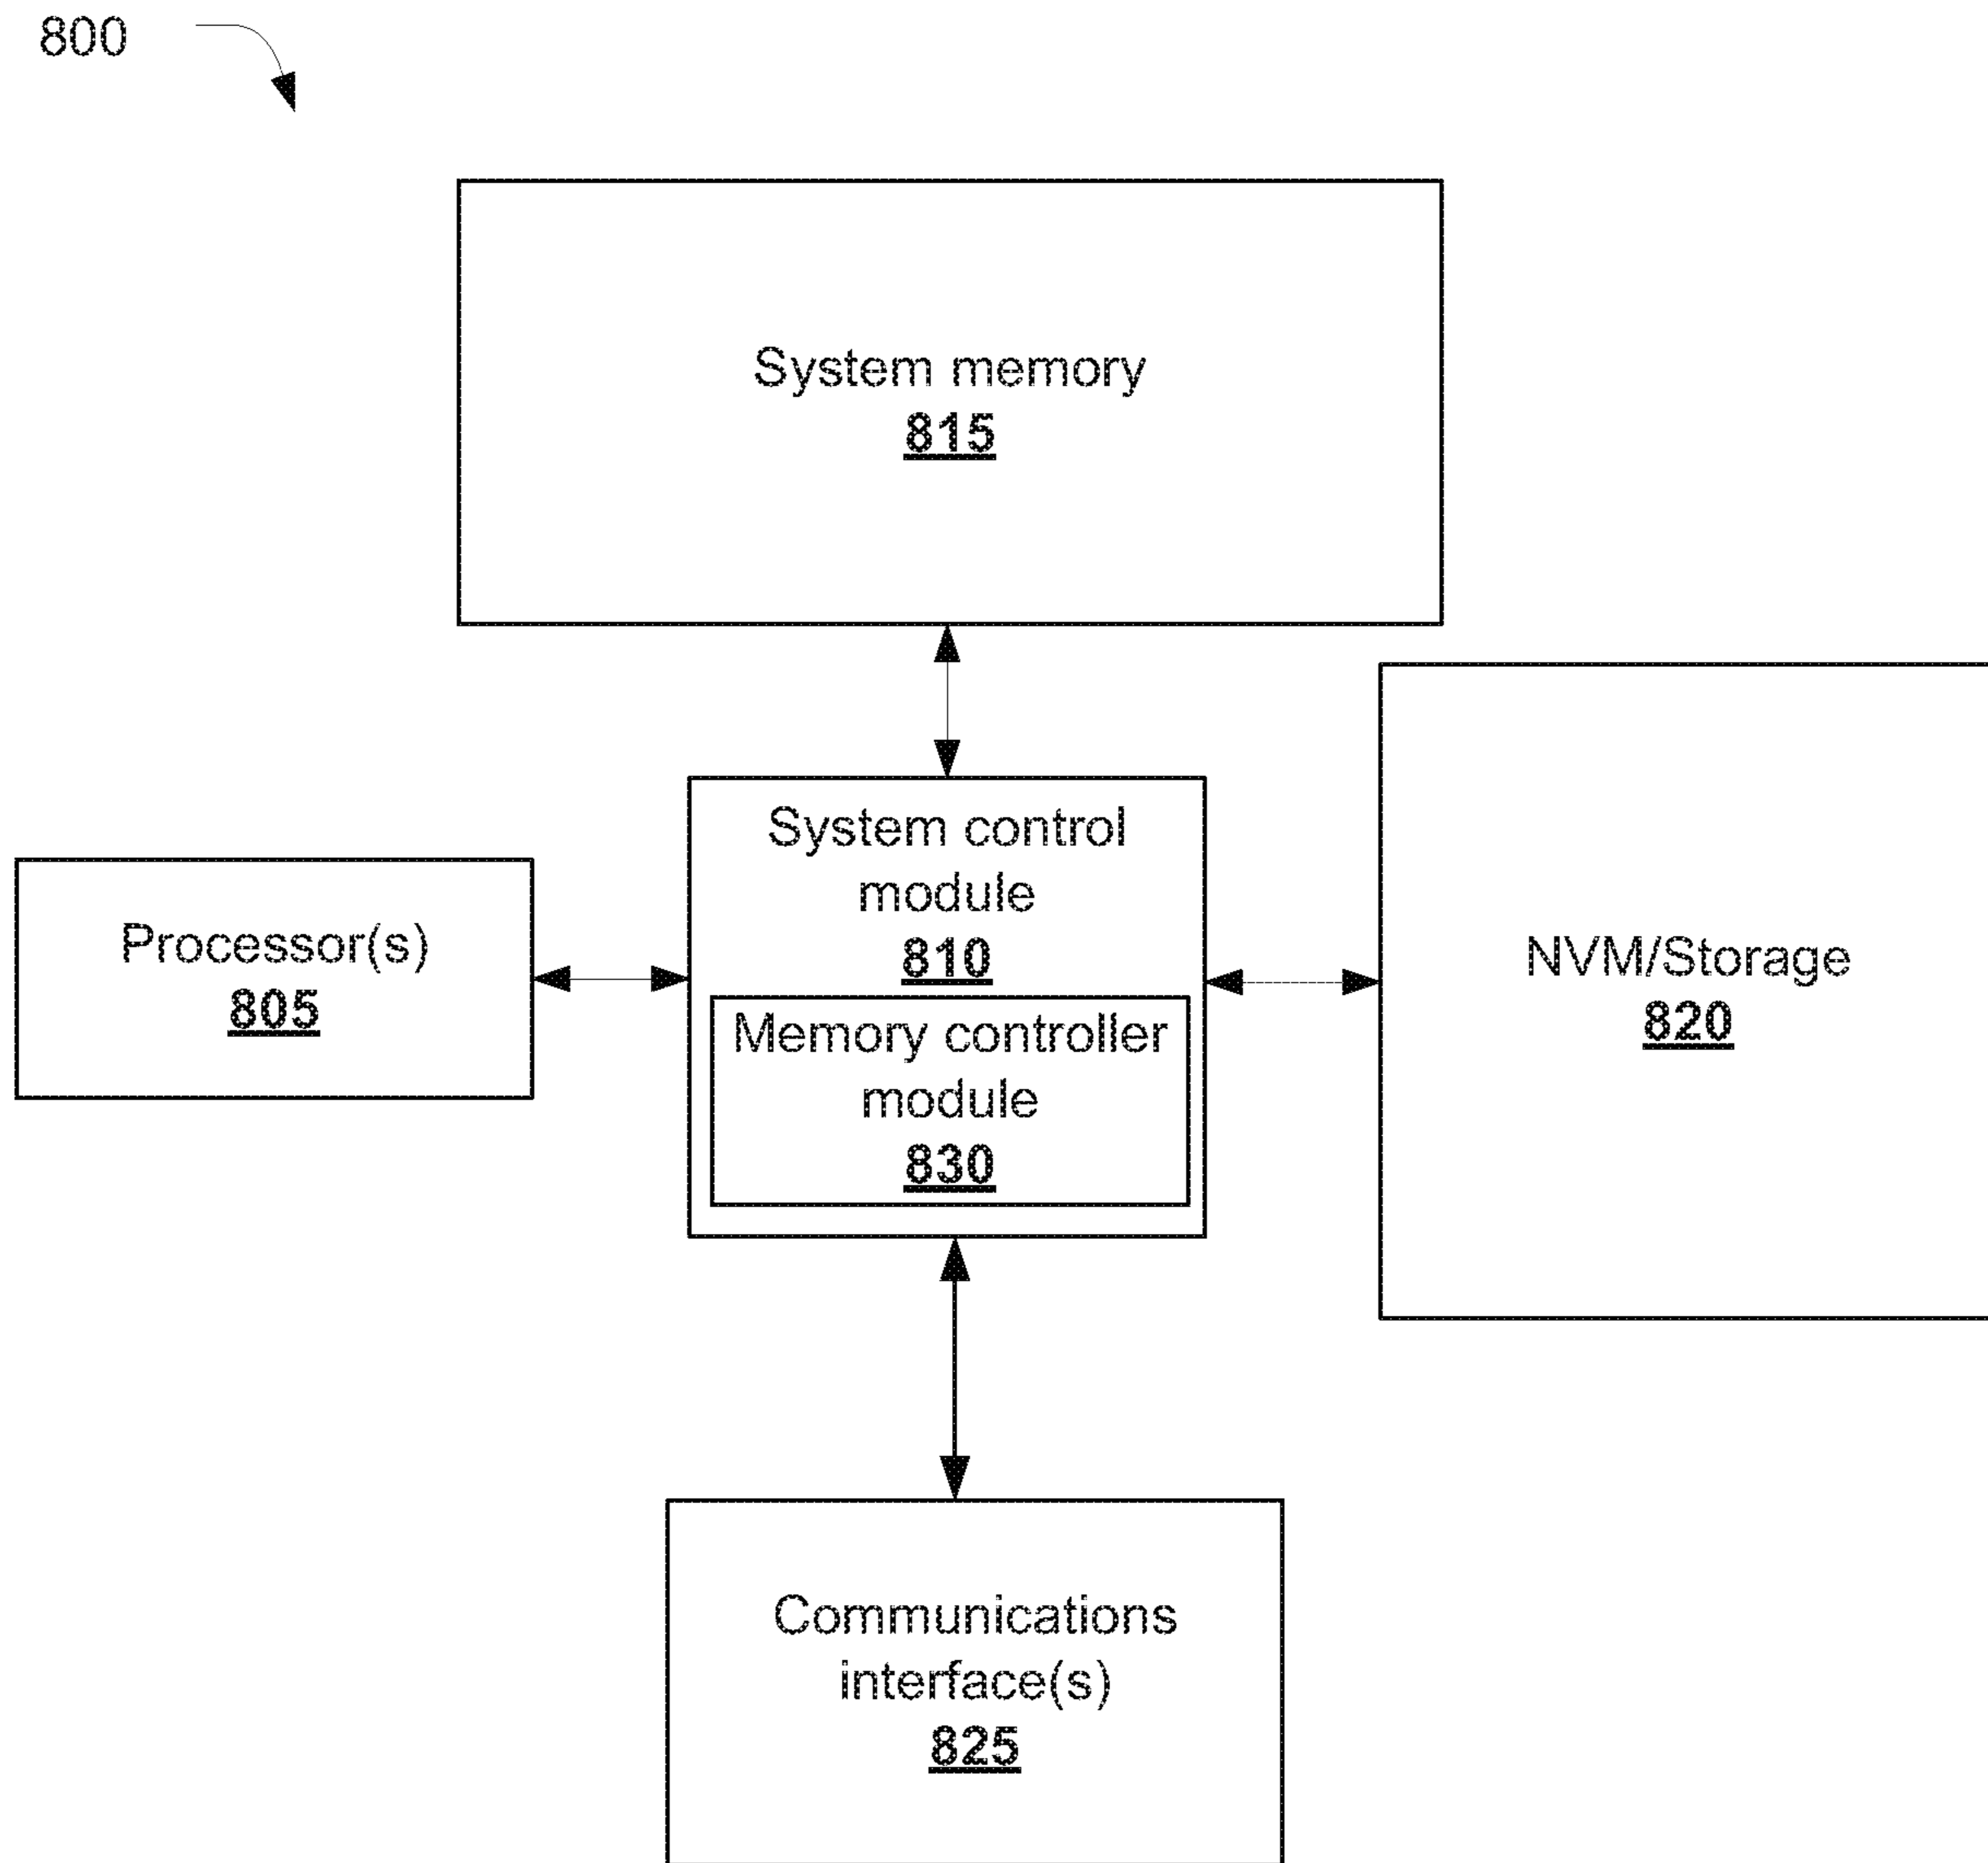 800
System memory
815
System control
module
810
Processor(s)
805
Memory controller
module
830
NVM/Storage
820
Communications
interface(s)
825